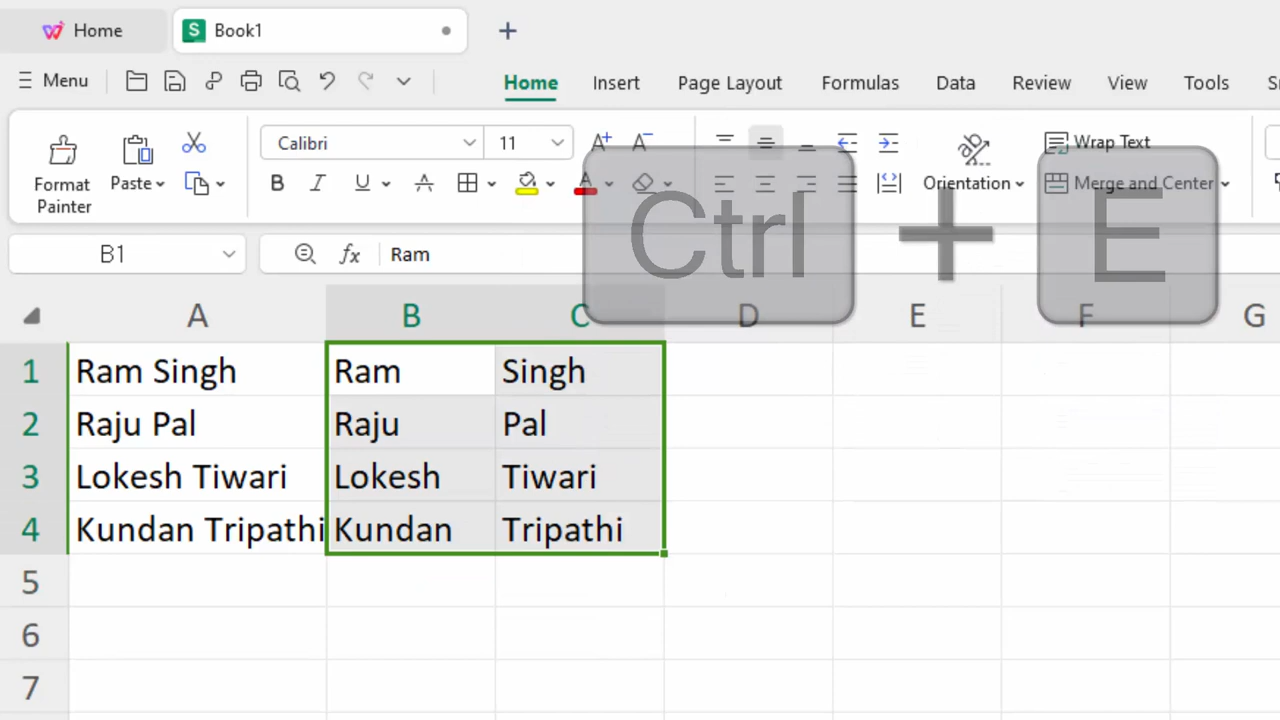 Home
Book1
Menu
Home Insert Page Layout Formulas Data Review View Tools
Format Painter
Paste
Calibri 11
A+ A-
B I U A
A
Orientation
Wrap Text
Merge and Center
B1
fx Ram
Ctrl + E
A B C D E F G
1 Ram Singh Ram Singh
2 Raju Pal Raju Pal
3 Lokesh Tiwari Lokesh Tiwari
4 Kundan Tripathi Kundan Tripathi
5
6
7